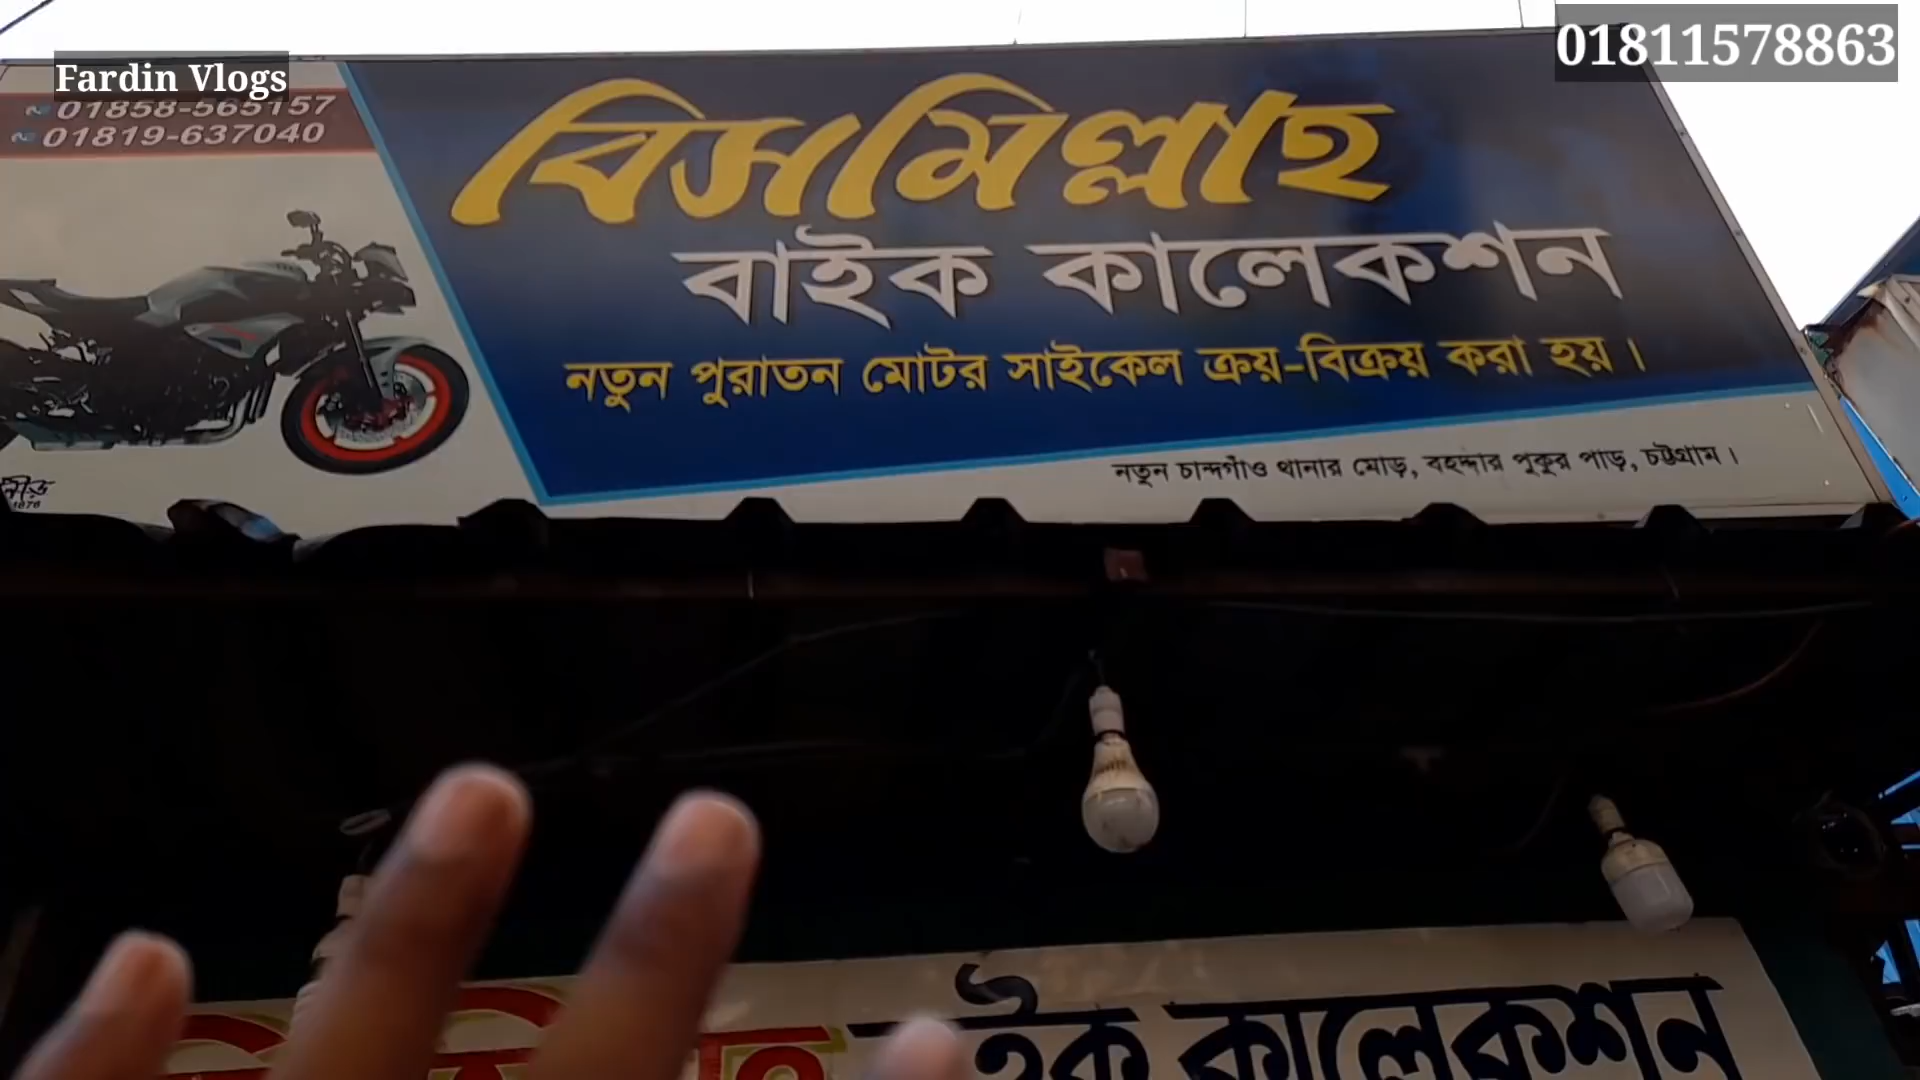 01811578863
Fardin Vlogs
01858-565157
01819-637040
বিসমিল্লাহ
বাইক কালেকশন
নতুন পুরাতন মোটর সাইকেল ক্রয়-বিক্রয় করা হয়।
নতুন চান্দগাঁও থানার মোড়, বহদ্দার পুকুর পাড়, চট্টগ্রাম।
বাইক কালেকশন